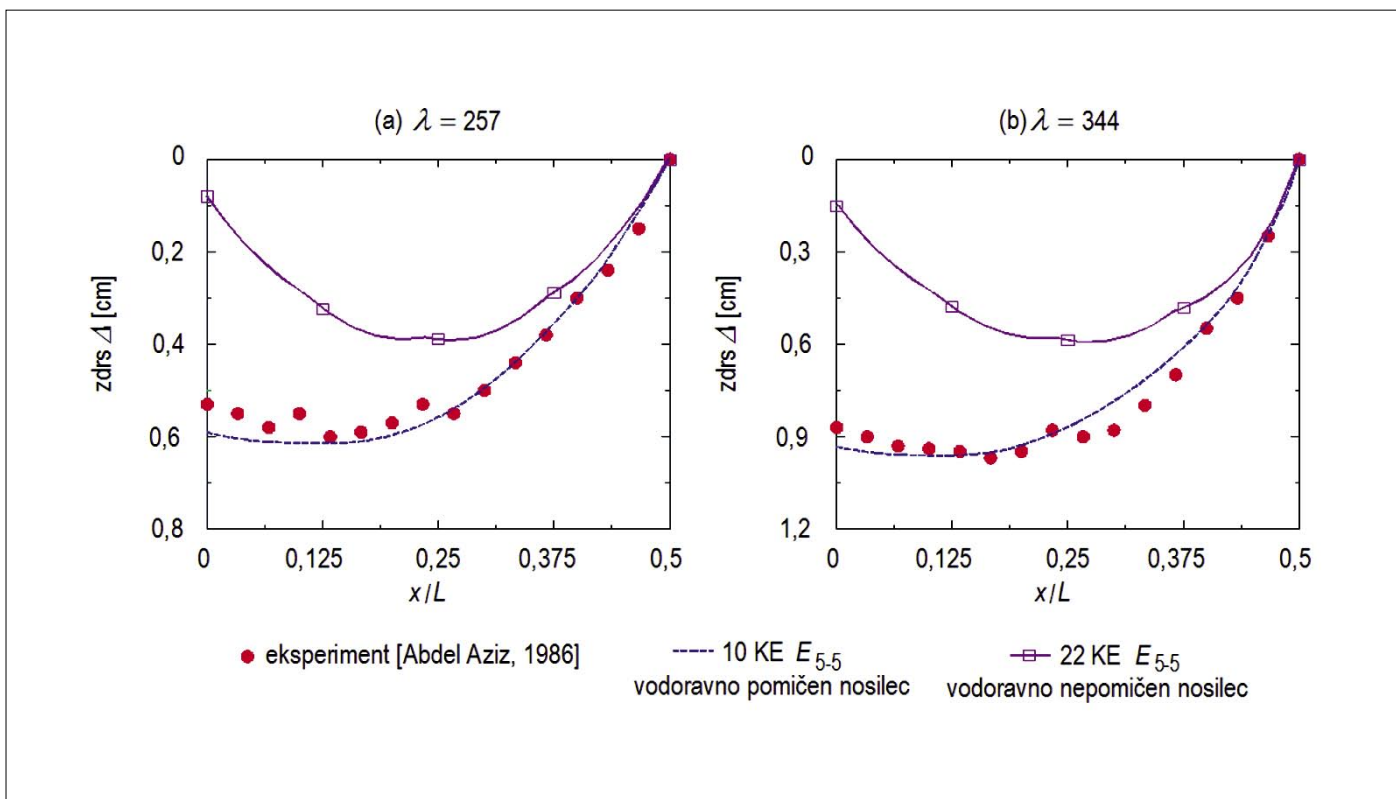 (a) λ = 257
0
0,2
0,4
0,6
0,8
zdrs Δ [cm]
0 0,125 0,25 0,375 0,5
x/L
(b) λ = 344
0
0,3
0,6
0,9
1,2
zdrs Δ [cm]
0 0,125 0,25 0,375 0,5
x/L
eksperiment [Abdel Aziz, 1986]
10 KE E5-5
vodoravno pomičen nosilec
22 KE E5-5
vodoravno nepomičen nosilec